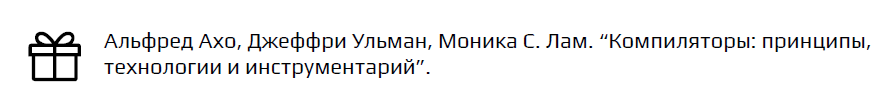 Альфред Ахо, Джеффри Ульман, Моника С. Лам. “Компиляторы: принципы,
технологии и инструментарий”.